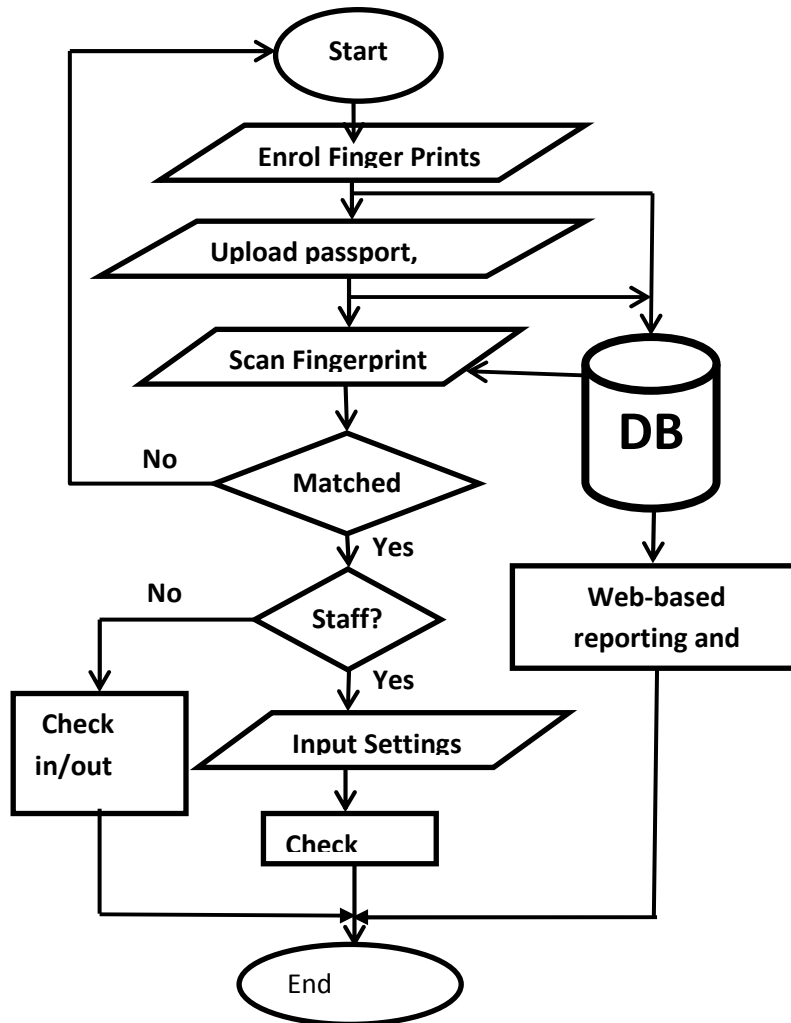 Start
Enrol Finger Prints
Upload passport,
Scan Fingerprint
DB
No
Matched
Yes
No
Staff?
Web-based
reporting and
Yes
Check
in/out
Input Settings
Check
End